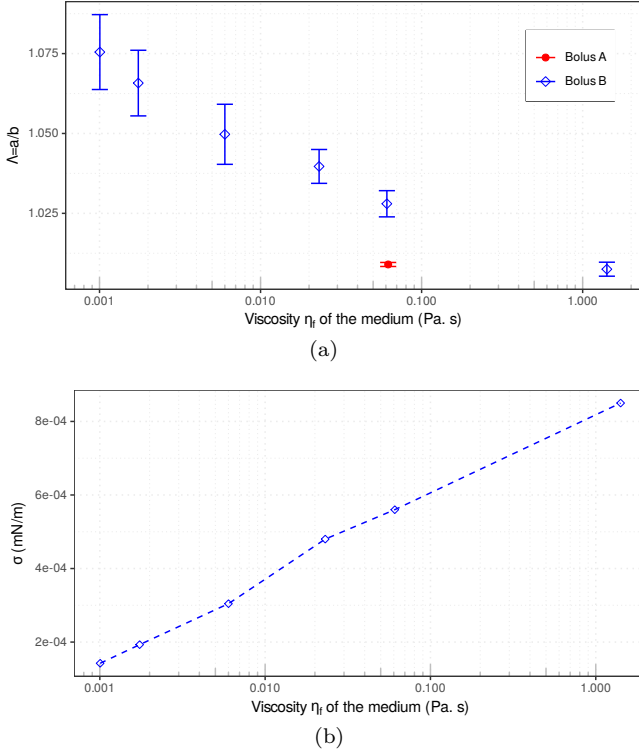 1.075
1.050
1.025
Λ=a/b
Bolus A
Bolus B
0.001 0.010 0.100 1.000
Viscosity ηf of the medium (Pa. s)
(a)
8e-04
6e-04
4e-04
2e-04
σ (mN/m)
0.001 0.010 0.100 1.000
Viscosity ηf of the medium (Pa. s)
(b)